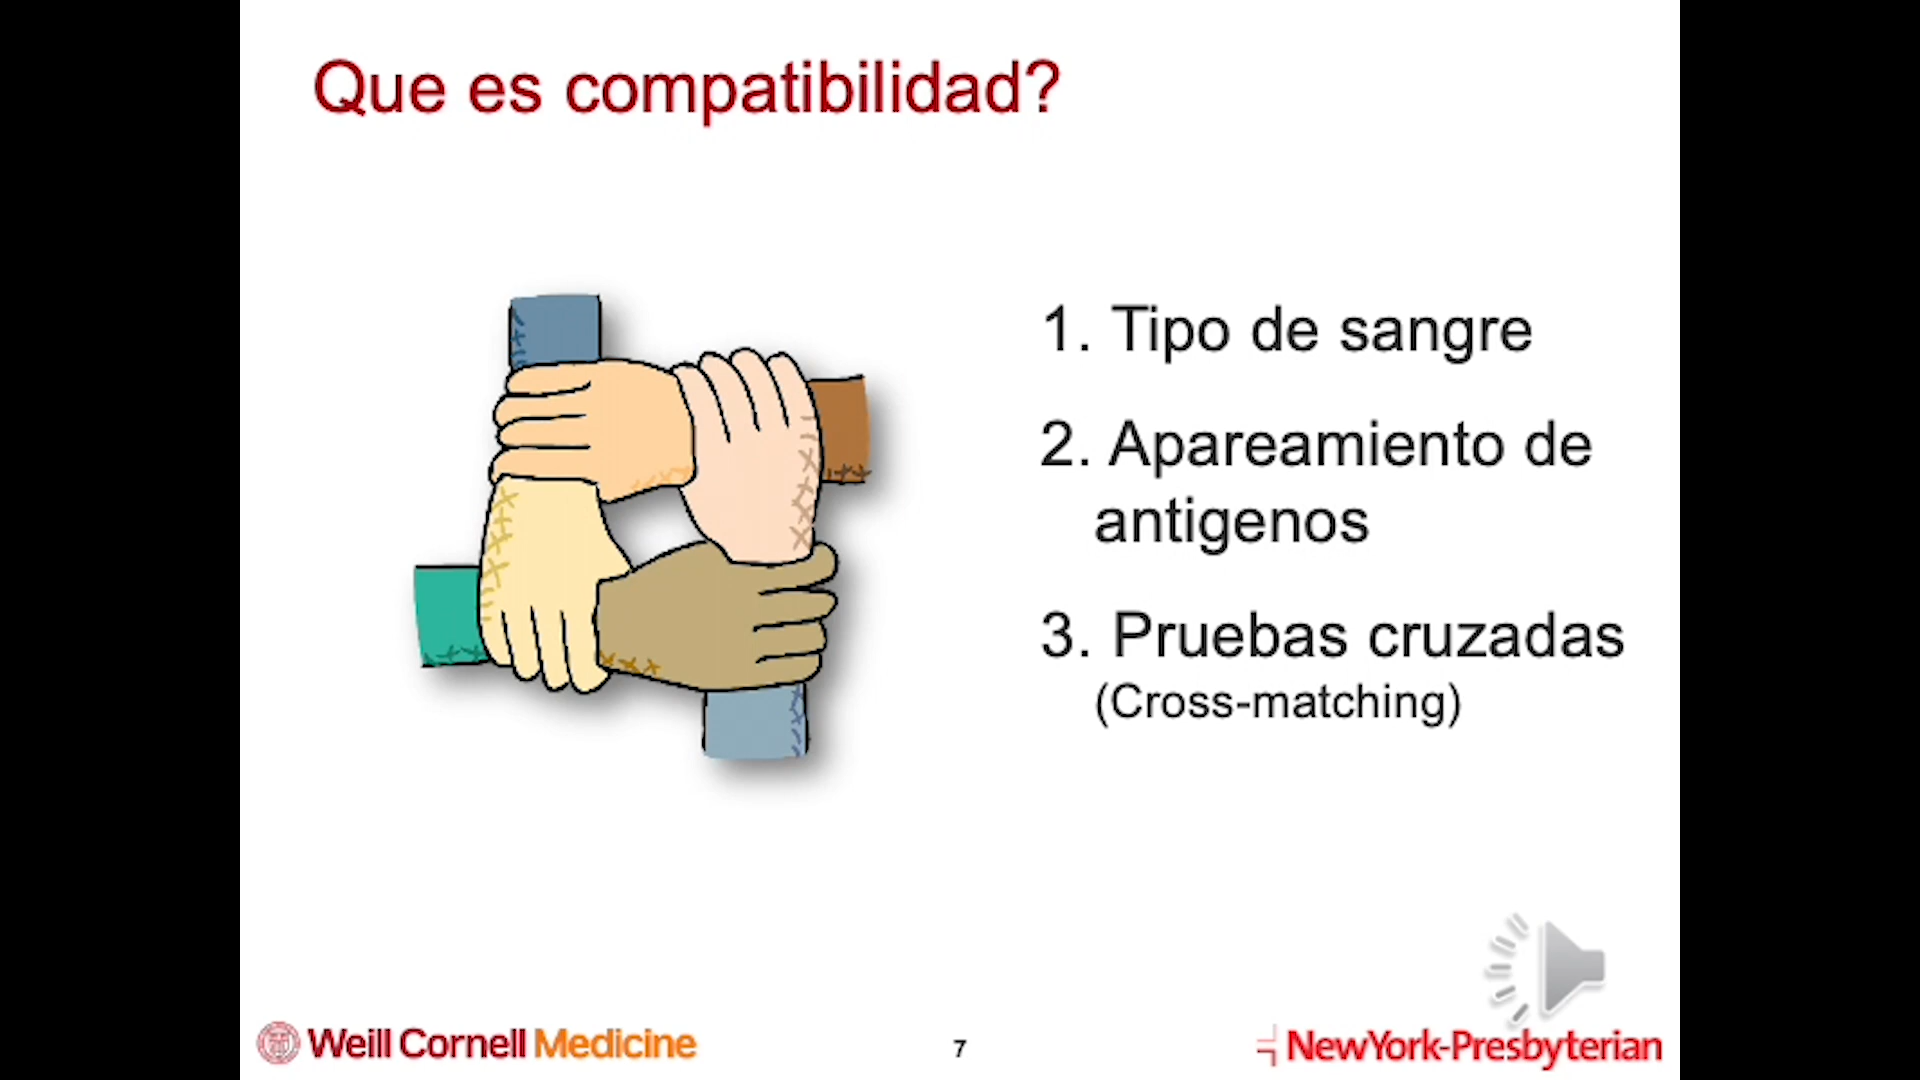 Que es compatibilidad?
1. Tipo de sangre
2. Apareamiento de
antigenos
3. Pruebas cruzadas
(Cross-matching)
Weill Cornell Medicine
7
NewYork-Presbyterian